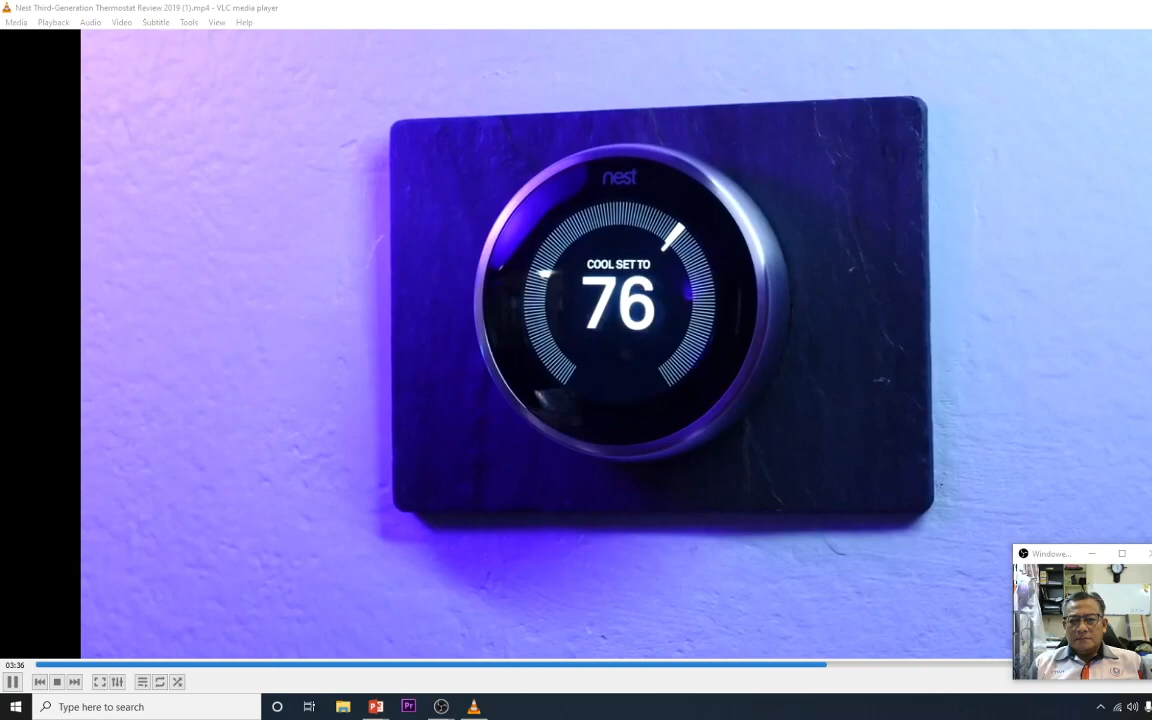 Nest Third-Generation Thermostat Review 2019 (1).mp4 - VLC media player
Media Playback Audio Video Subtitle Tools View Help
nest
COOL SET TO
76
Windowe...
03:36
Type here to search